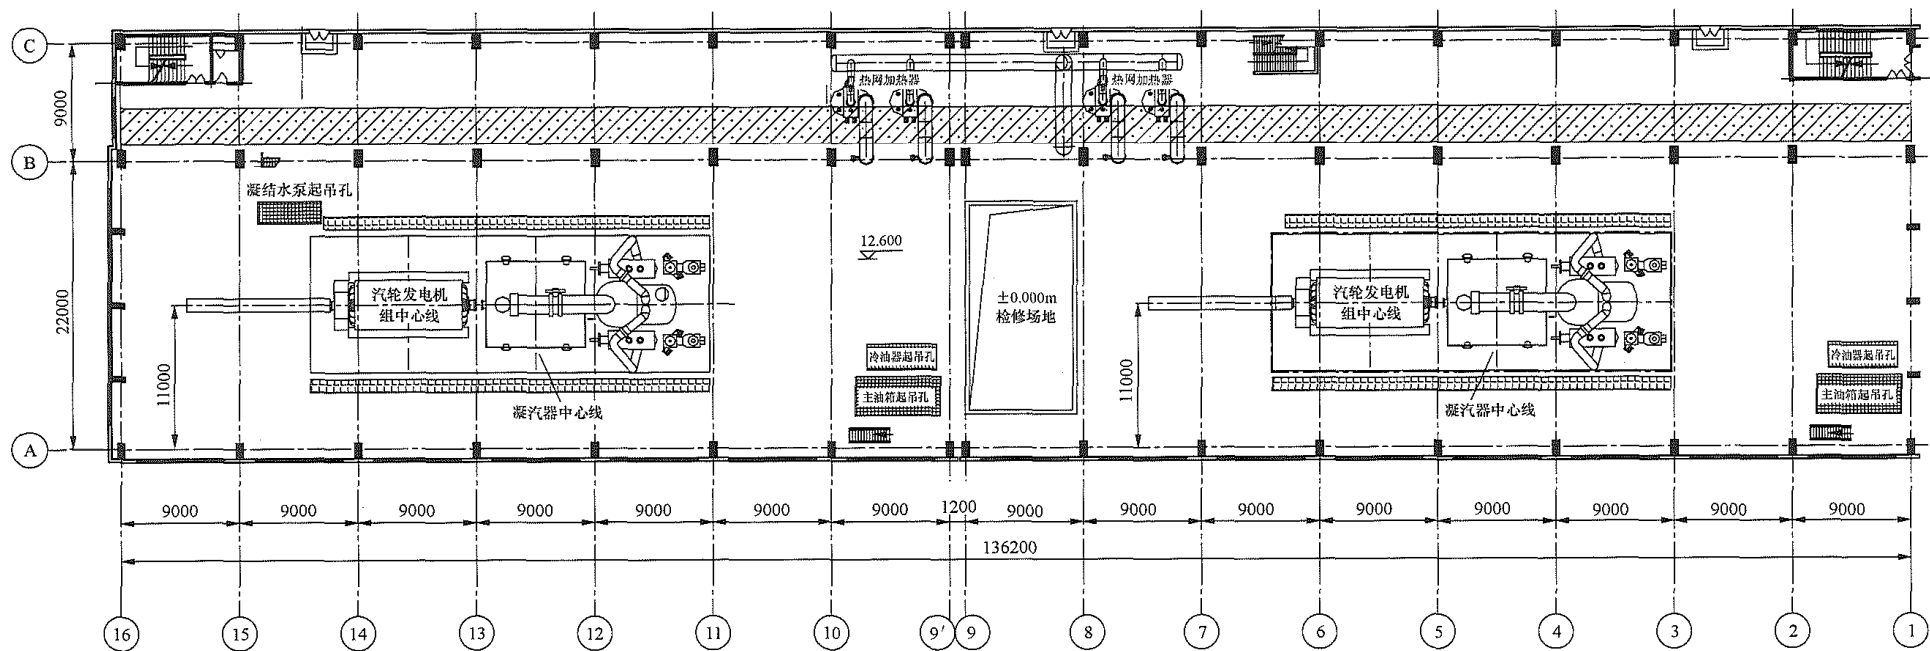 C
热网加热器
热网加热器
9000
B
凝结水泵起吊孔
12.600
22000
汽轮发电机
组中心线
±0.000m
检修场地
汽轮发电机
组中心线
11000
11000
冷油器起吊孔
主油箱起吊孔
冷油器起吊孔
主油箱起吊孔
凝汽器中心线
凝汽器中心线
A
9000
9000
9000
9000
9000
9000
9000
1200
9000
9000
9000
9000
9000
9000
9000
9000
136200
16
15
14
13
12
11
10
9′
9
8
7
6
5
4
3
2
1